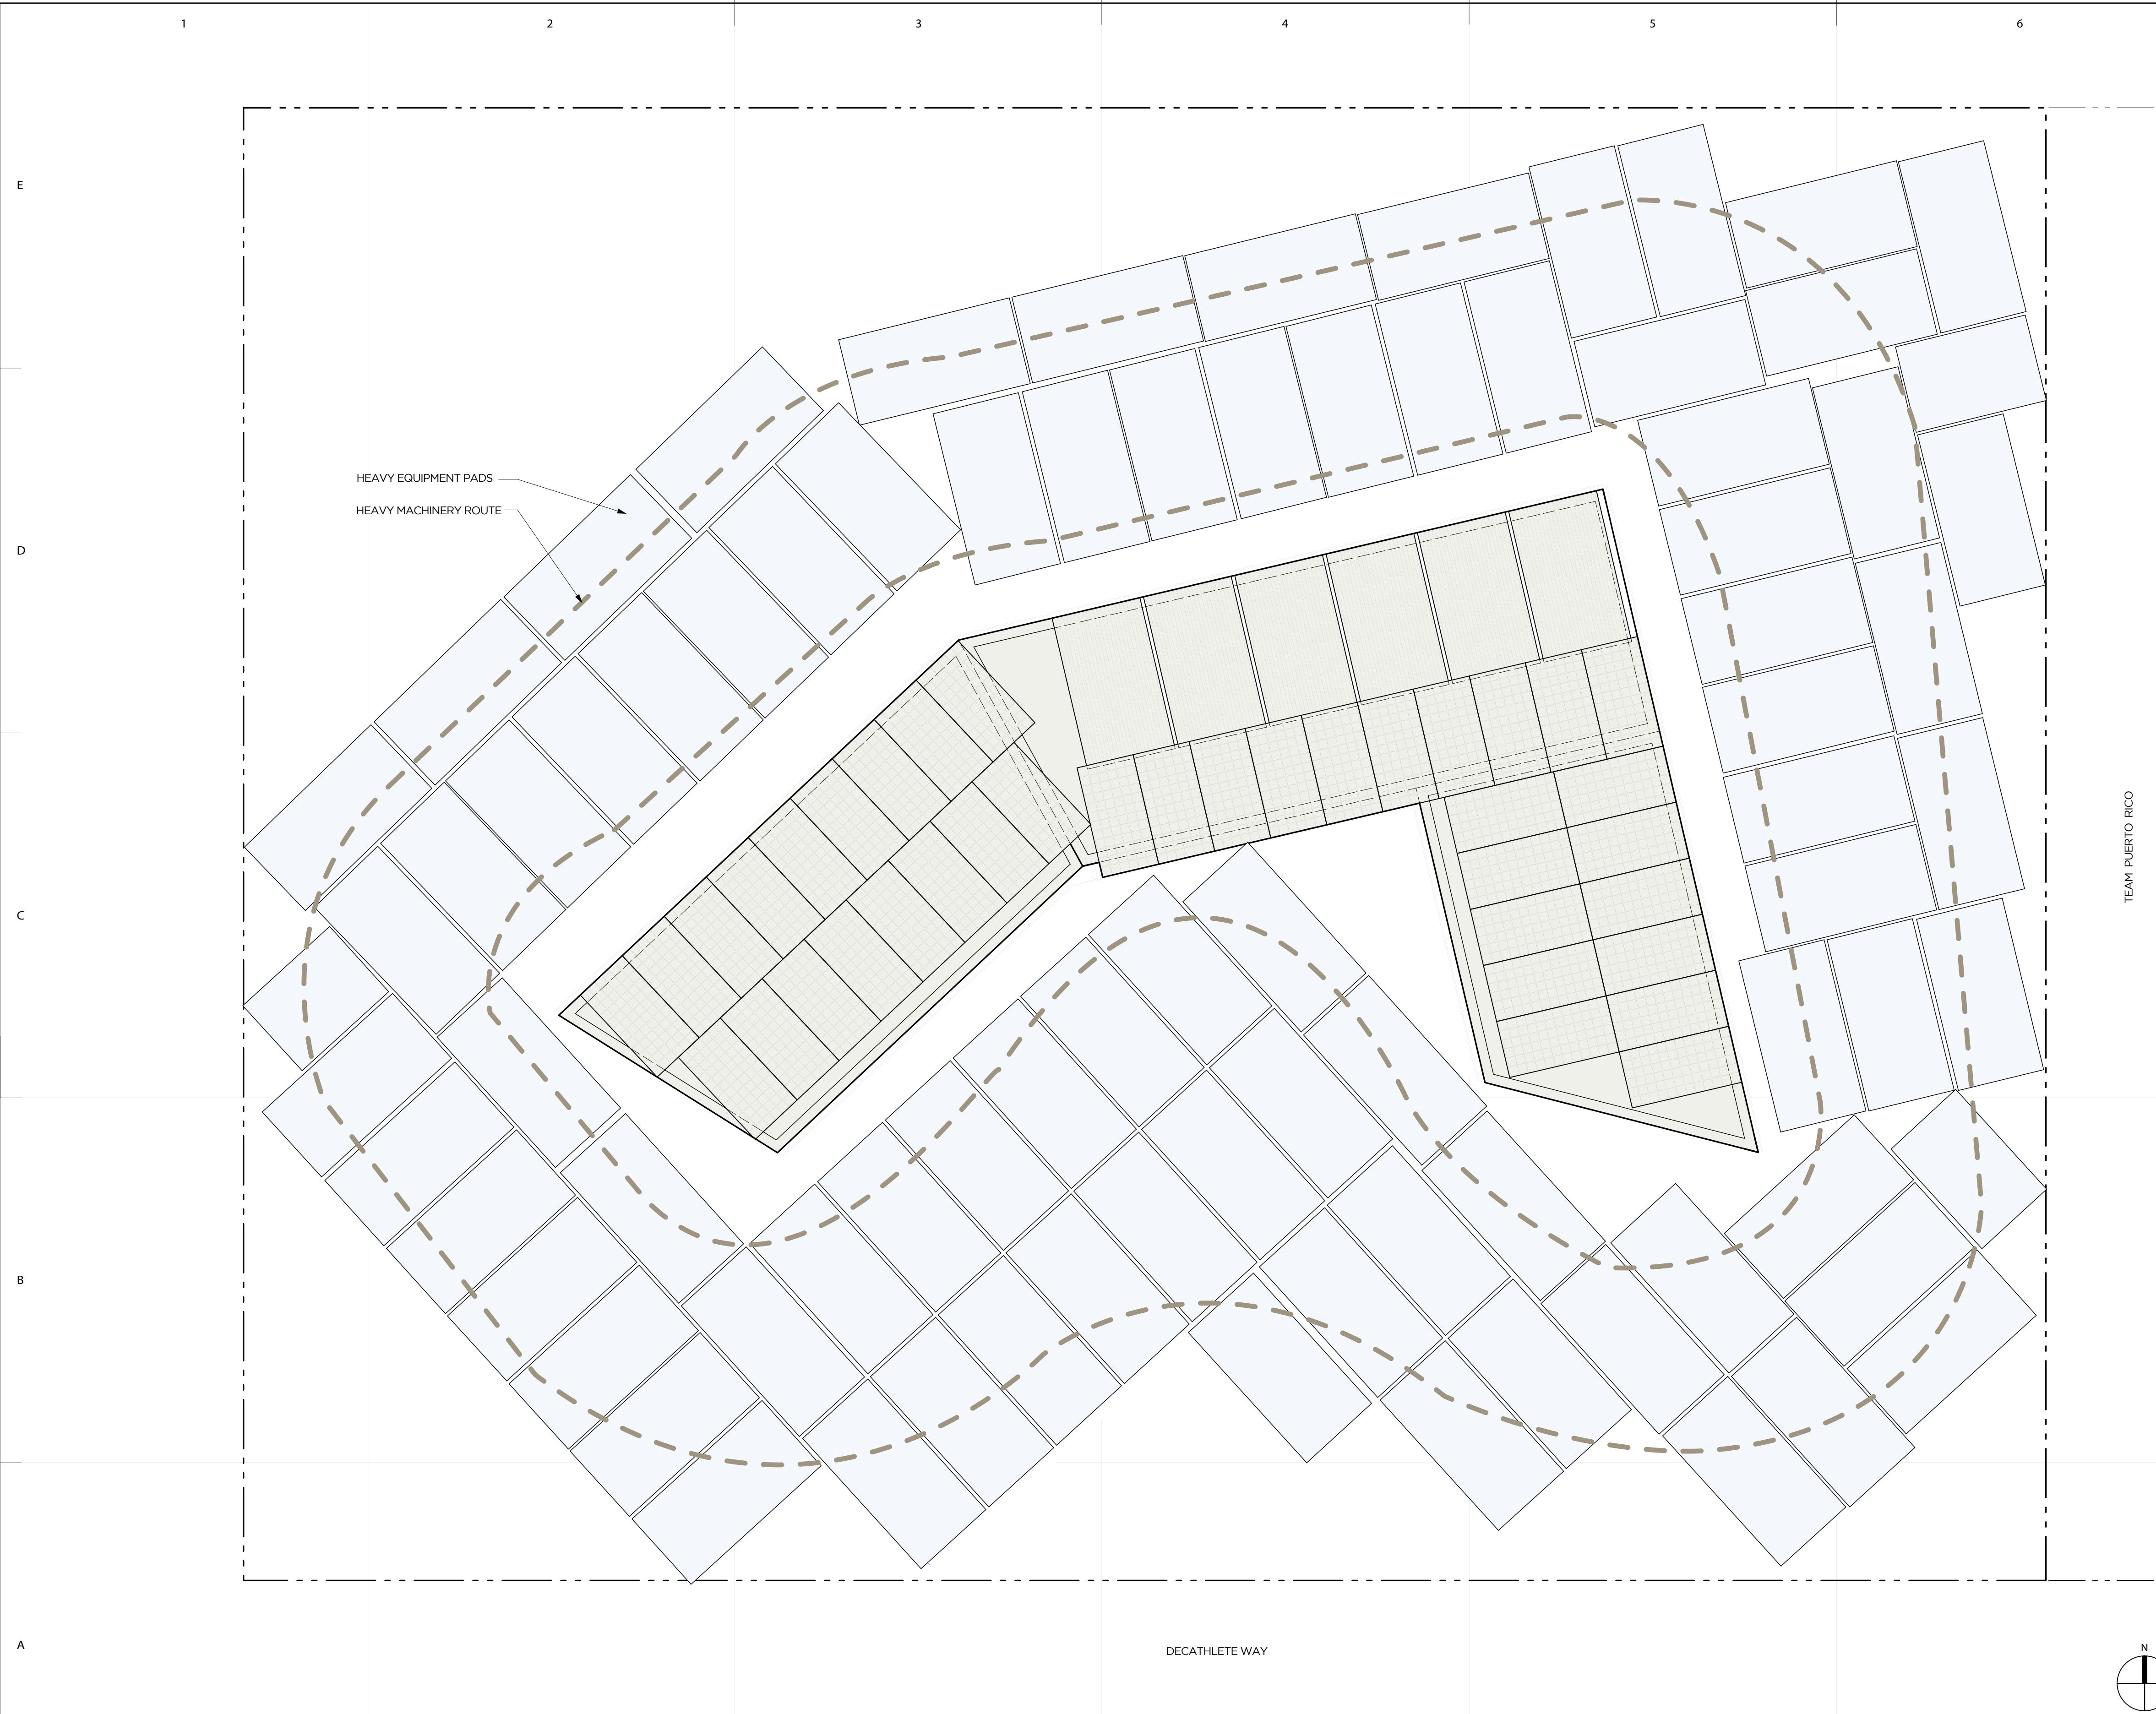 1 2 3 4 5 6
E
HEAVY EQUIPMENT PADS
HEAVY MACHINERY ROUTE
D
C
TEAM PUERTO RICO
B
A
DECATHLETE WAY
N